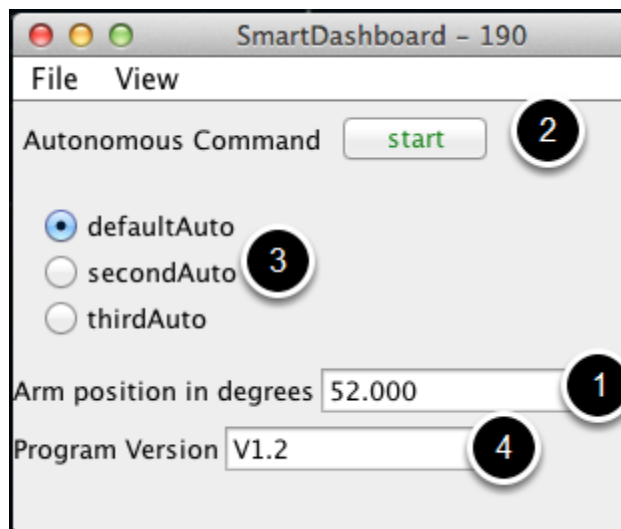 SmartDashboard – 190
File View
Autonomous Command start 2
defaultAuto
secondAuto 3
thirdAuto
Arm position in degrees 52.000 1
Program Version V1.2 4